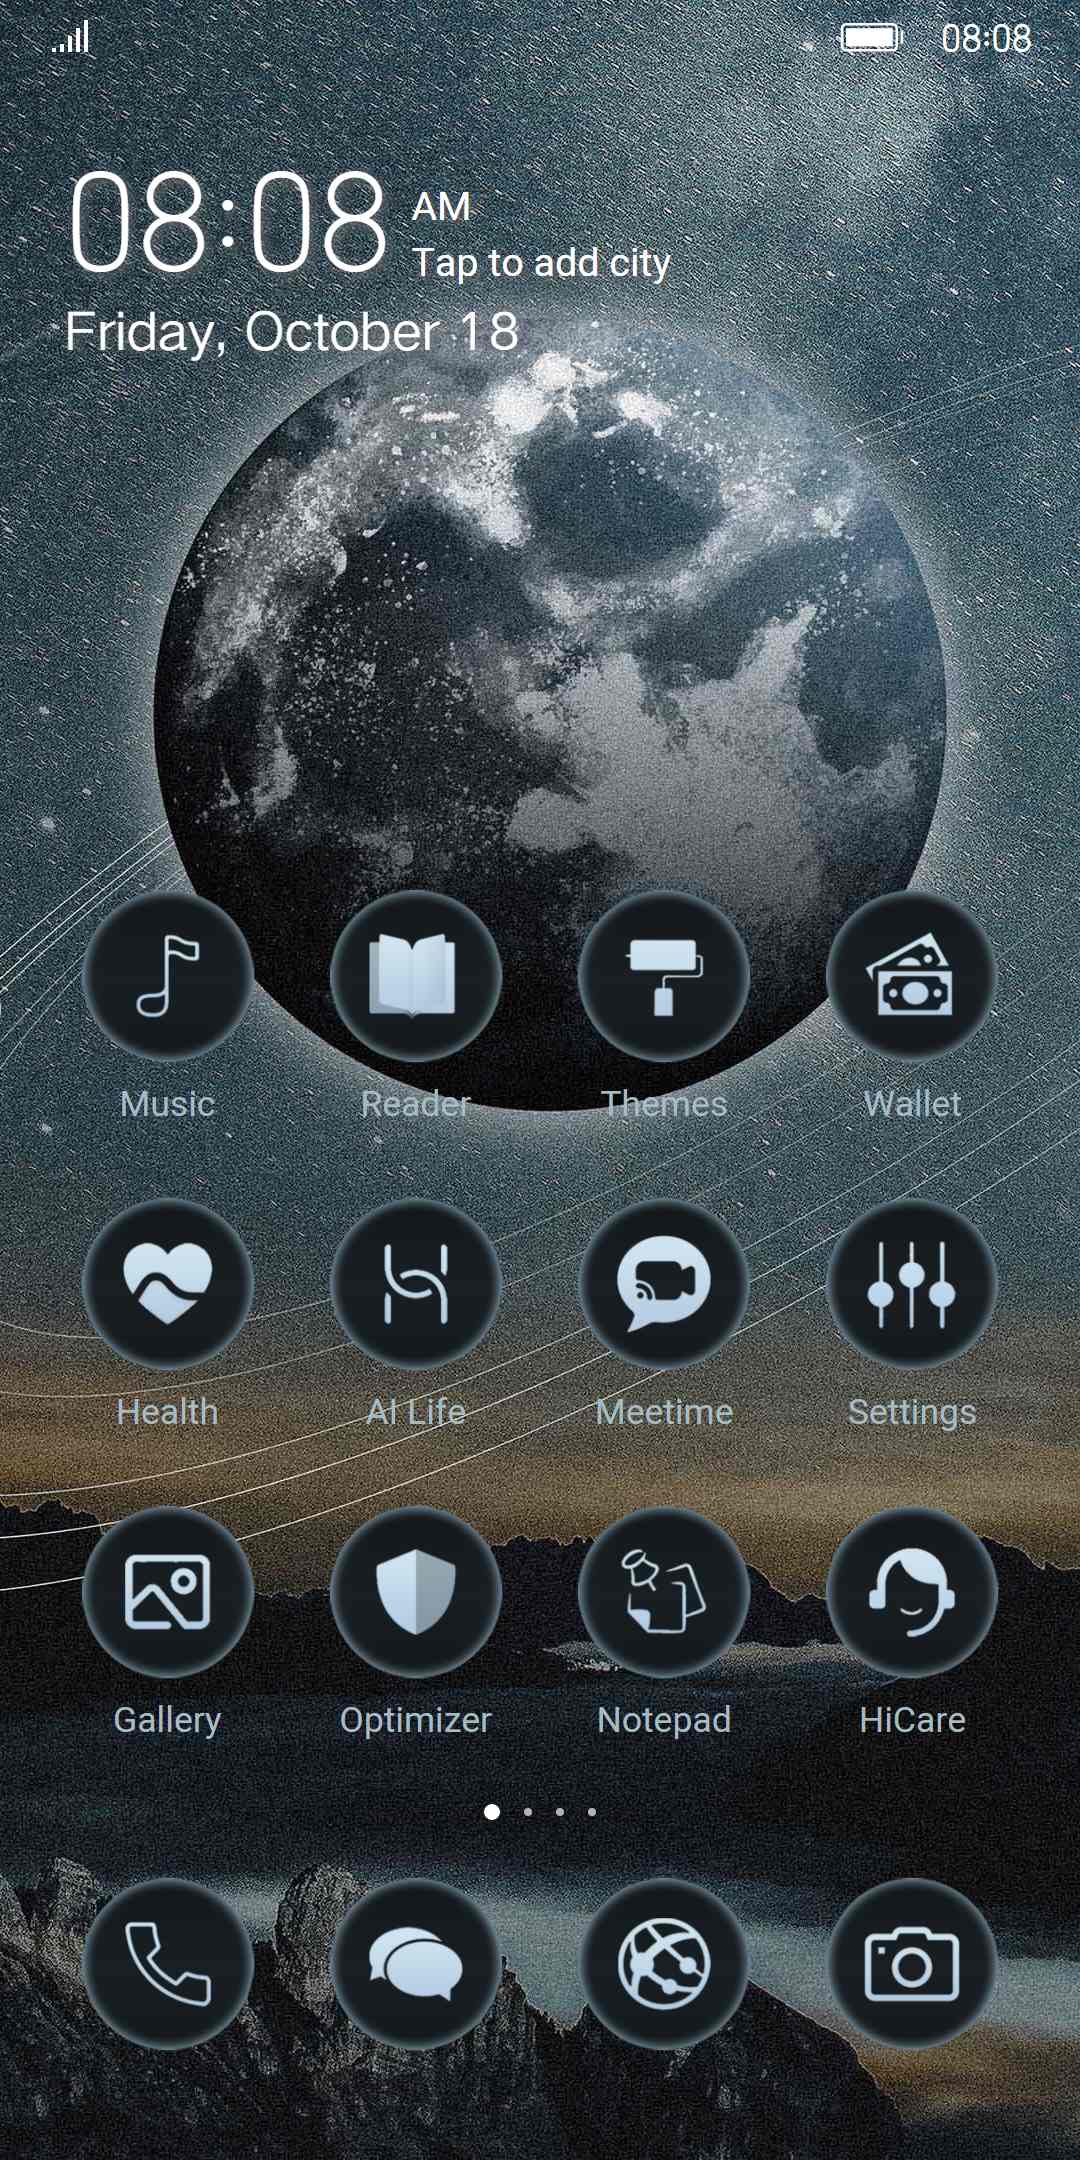 08:08
08:08 AM
Tap to add city
Friday, October 18
Music Reader Themes Wallet
Health AI Life Meetime Settings
Gallery Optimizer Notepad HiCare